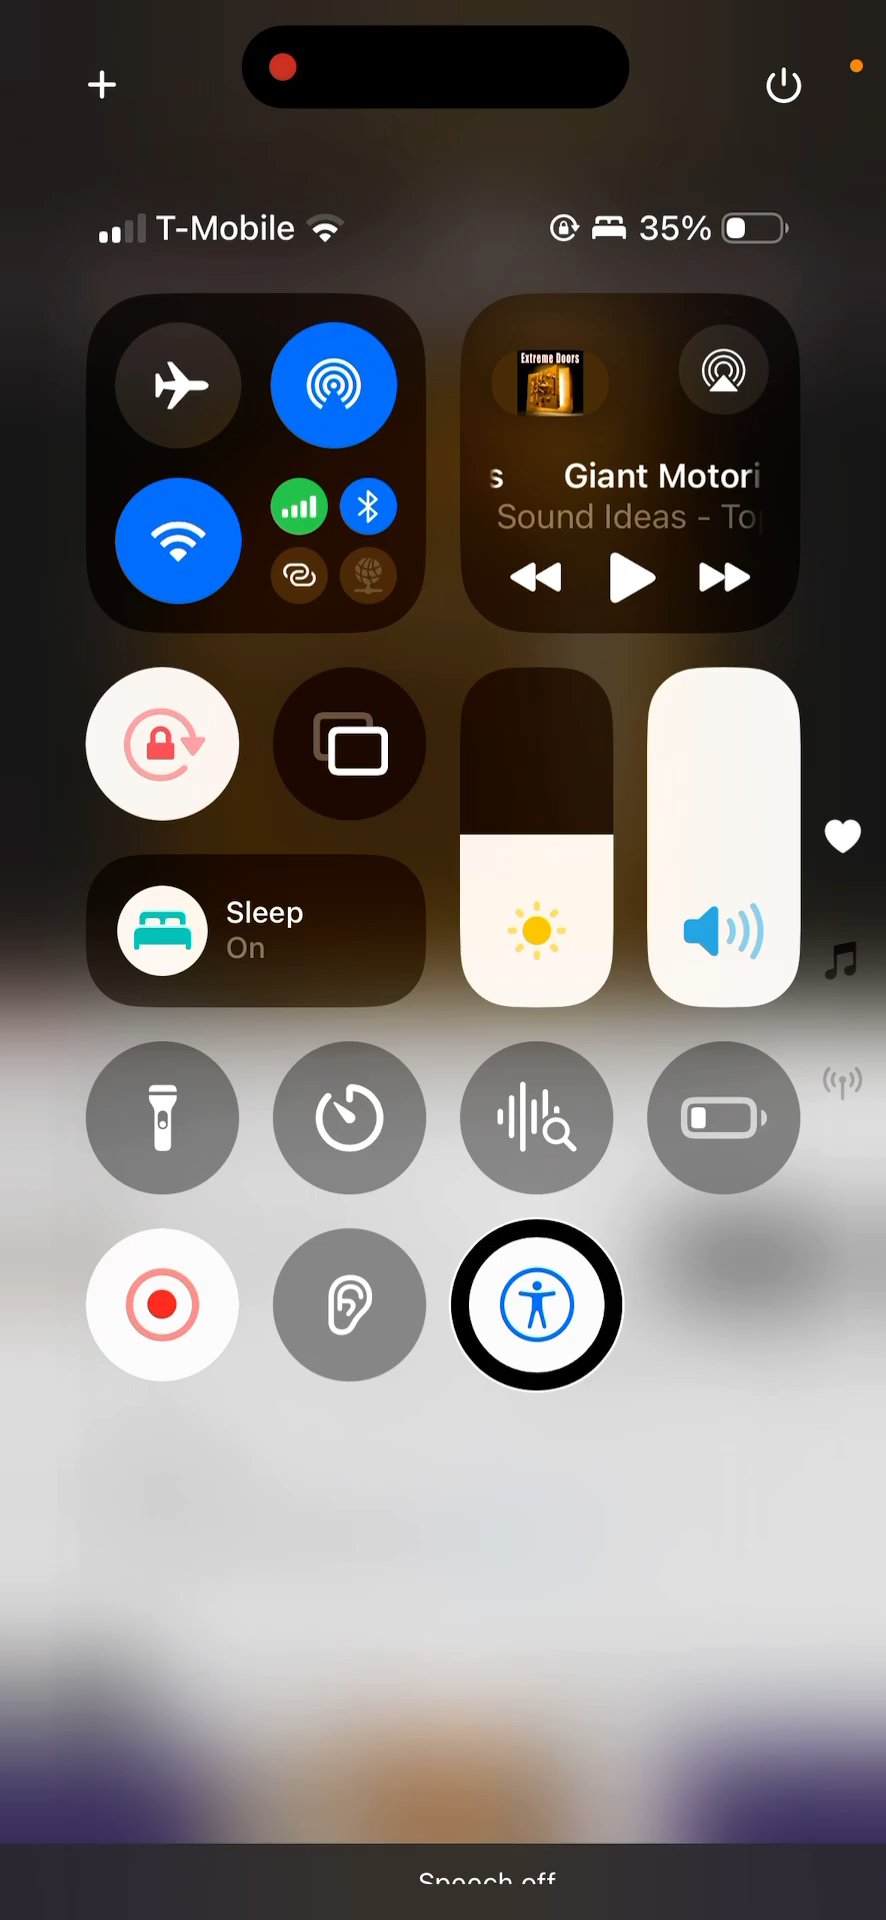 T-Mobile
35%
Extreme Doors
s Giant Motori
Sound Ideas - To
Sleep
On
Speech off